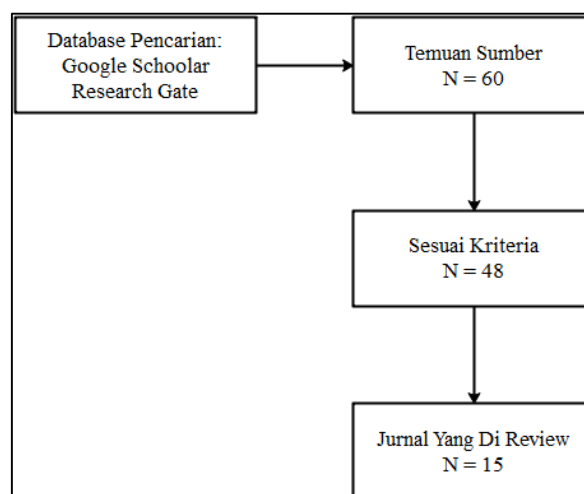 Database Pencarian:
Google Schoolar
Research Gate
Temuan Sumber
N = 60
Sesuai Kriteria
N = 48
Jurnal Yang Di Review
N = 15